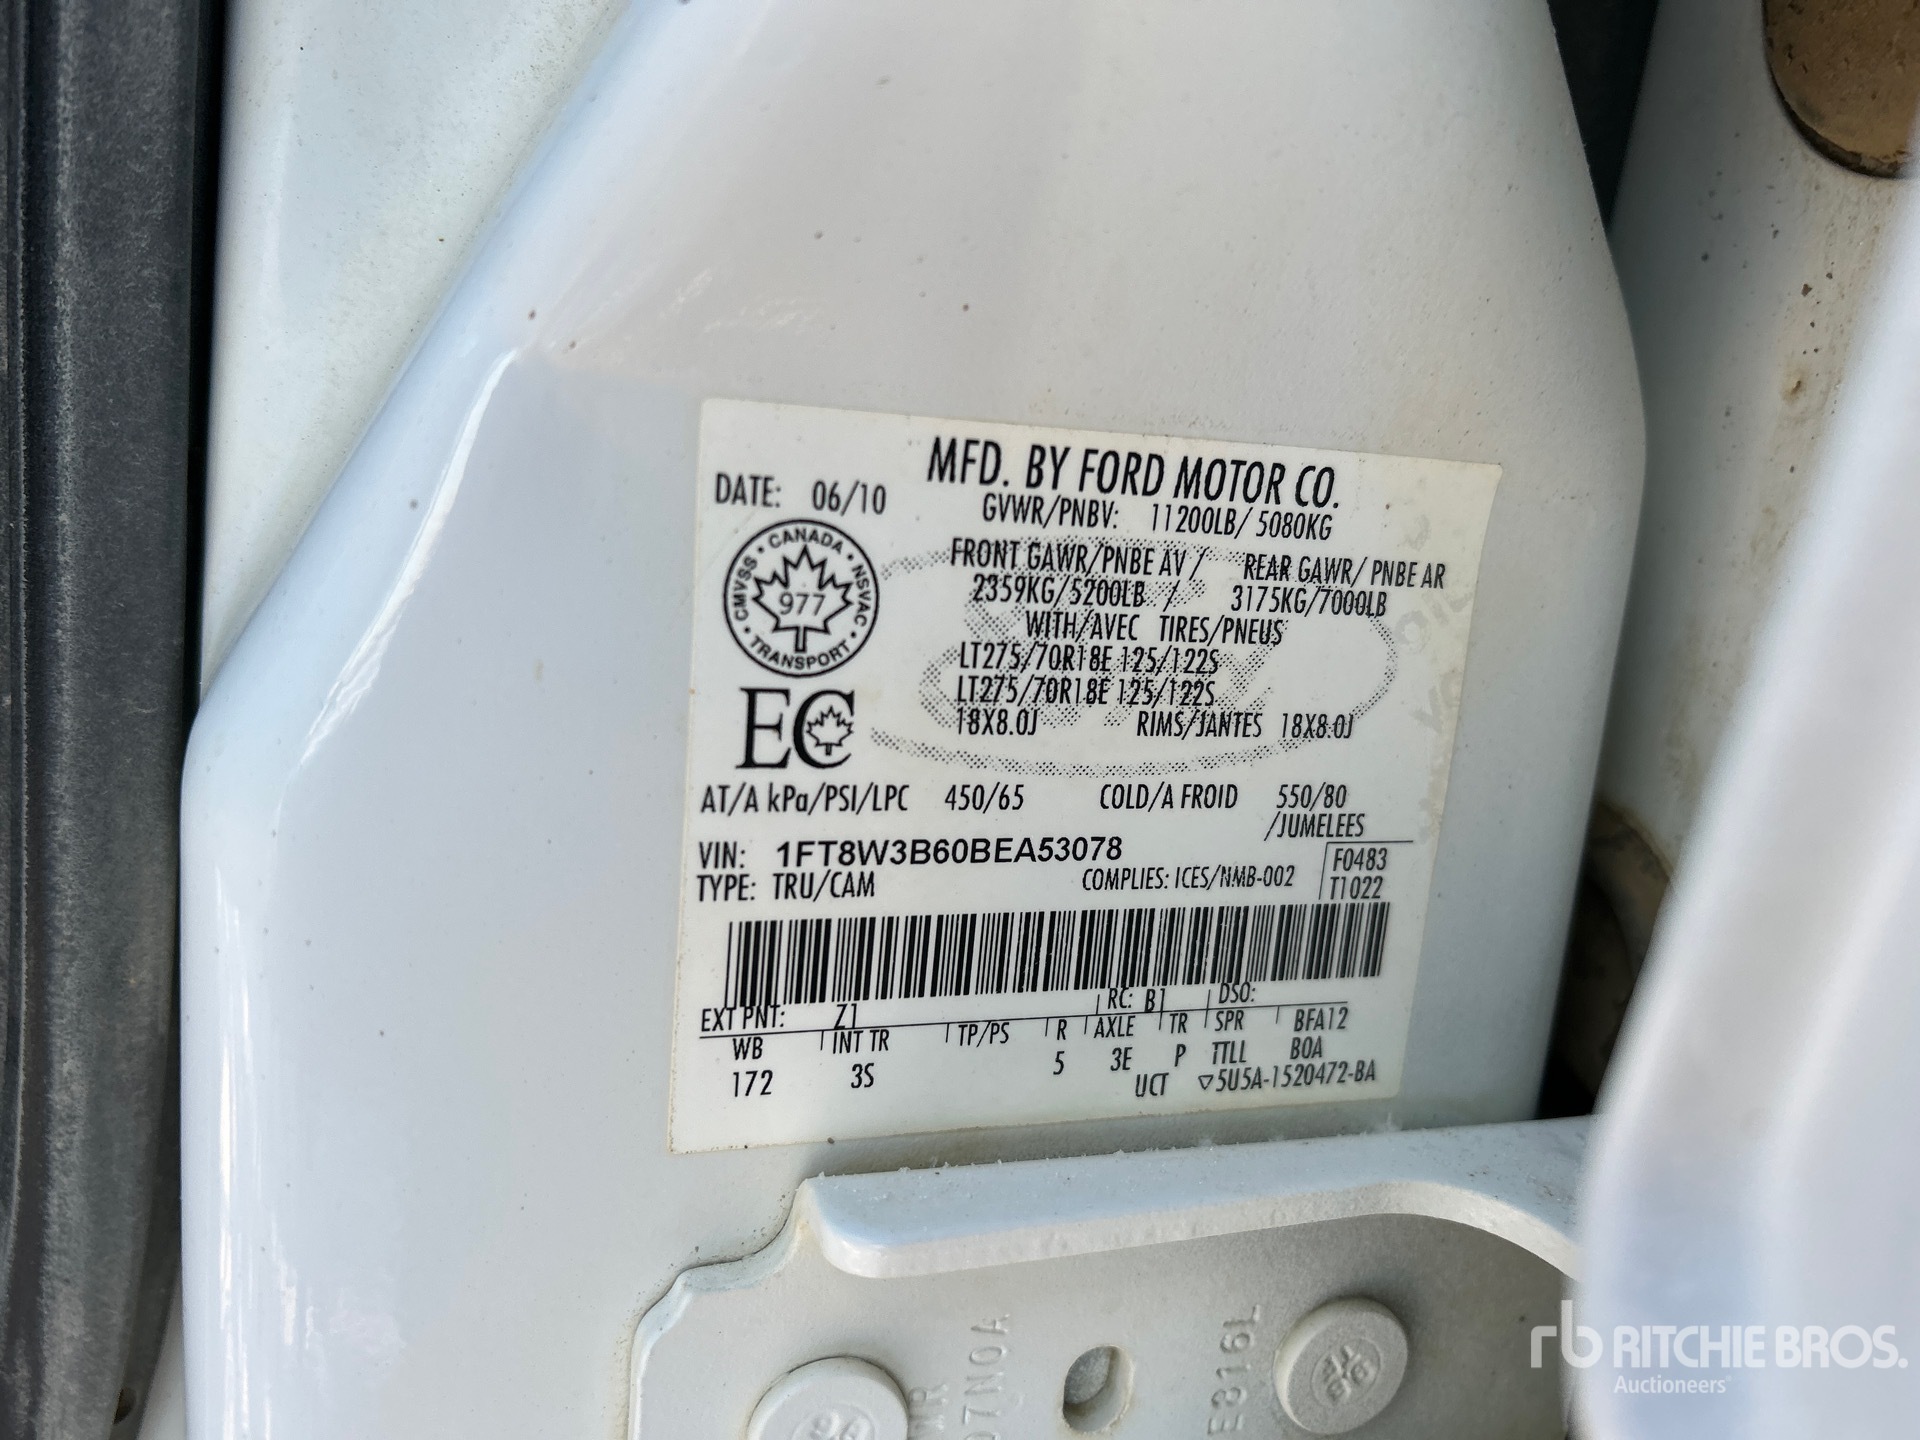 MFD. BY FORD MOTOR CO.
DATE: 06/10
GVWR/PNBV: 11200LB/ 5080KG
FRONT GAWR/PNBE AV / REAR GAWR/ PNBE AR
2359KG/5200LB / 3175KG/7000LB
WITH/AVEC TIRES/PNEUS
LT275/70R18E 125/122S
LT275/70R18E 125/122S
18X8.0J RIMS/JANTES 18X8.0J
CANADA
CMVSS • NSVAC
977
TRANSPORT
EC
AT/A kPa/PSI/LPC 450/65 COLD/A FROID 550/80
/JUMELEES
VIN: 1FT8W3B60BEA53078
F0483
TYPE: TRU/CAM COMPLIES: ICES/NMB-002 T1022
EXT PNT: Z1 RC: B1 DSO:
WB INT TR TP/PS R AXLE TR SPR BFA12
172 3S 5 3E P TTLL B0A
UCT ▽5U5A-1520472-BA
07N0A
E816L
rb RITCHIE BROS.
Auctioneers